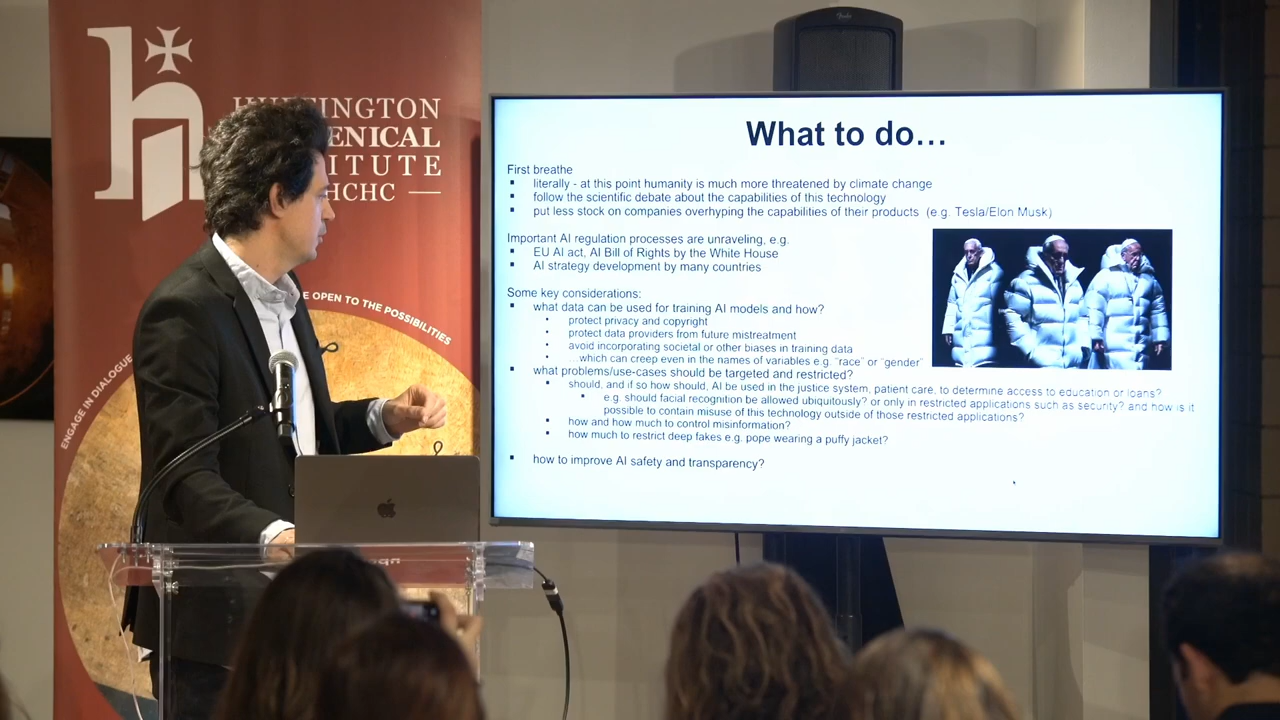 h
HUNTINGTON
ENICAL
TITUTE
HCHC
E OPEN TO THE POSSIBILITIES
ENGAGE IN DIALOGUE
Fender
What to do…
First breathe
literally - at this point humanity is much more threatened by climate change
follow the scientific debate about the capabilities of this technology
put less stock on companies overhyping the capabilities of their products (e.g. Tesla/Elon Musk)
Important AI regulation processes are unraveling, e.g.
EU AI act, AI Bill of Rights by the White House
AI strategy development by many countries
Some key considerations:
what data can be used for training AI models and how?
protect privacy and copyright
protect data providers from future mistreatment
avoid incorporating societal or other biases in training data
…which can creep even in the names of variables e.g. “race” or “gender”
what problems/use-cases should be targeted and restricted?
should, and if so how should, AI be used in the justice system, patient care, to determine access to education or loans?
e.g. should facial recognition be allowed ubiquitously? or only in restricted applications such as security? and how is it
possible to contain misuse of this technology outside of those restricted applications?
how and how much to control misinformation?
how much to restrict deep fakes e.g. pope wearing a puffy jacket?
how to improve AI safety and transparency?